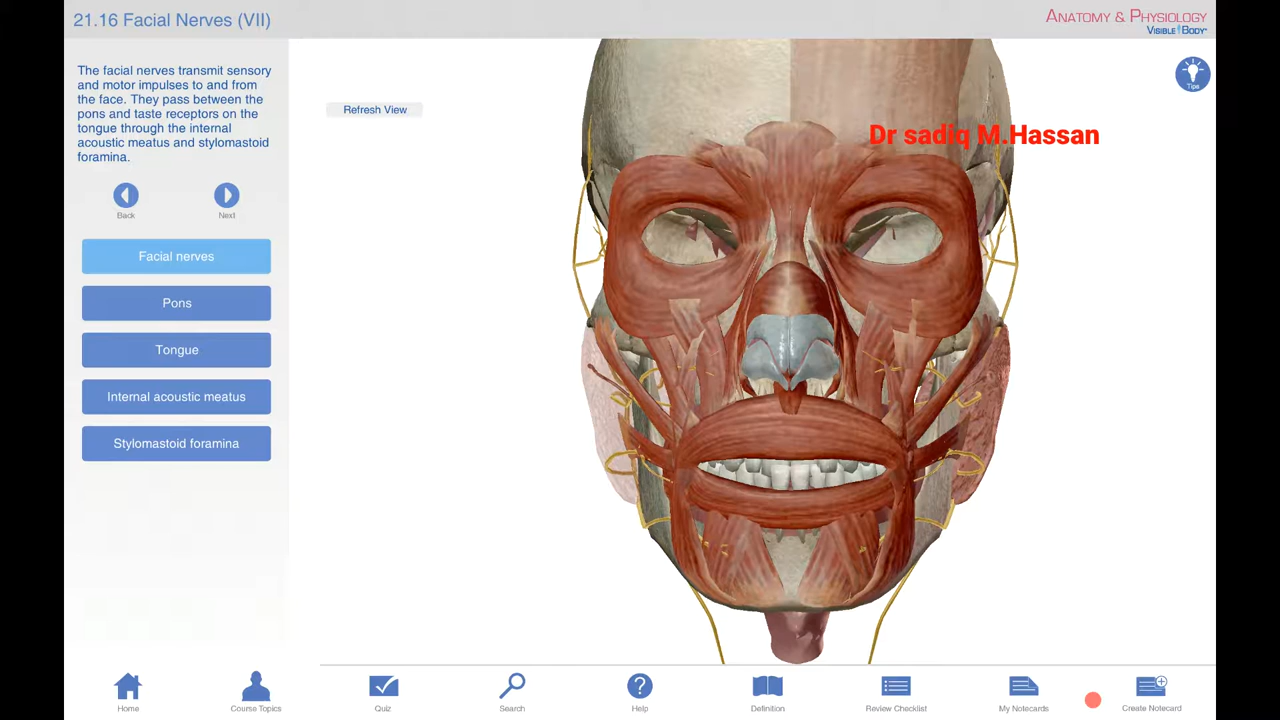 21.16 Facial Nerves (VII)
ANATOMY & PHYSIOLOGY
VISIBLE BODY®
The facial nerves transmit sensory
and motor impulses to and from
the face. They pass between the
pons and taste receptors on the
tongue through the internal
acoustic meatus and stylomastoid
foramina.
Refresh View
Tips
Dr sadiq M.Hassan
Back
Next
Facial nerves
Pons
Tongue
Internal acoustic meatus
Stylomastoid foramina
Home
Course Topics
Quiz
Search
Help
Definition
Review Checklist
My Notecards
Create Notecard